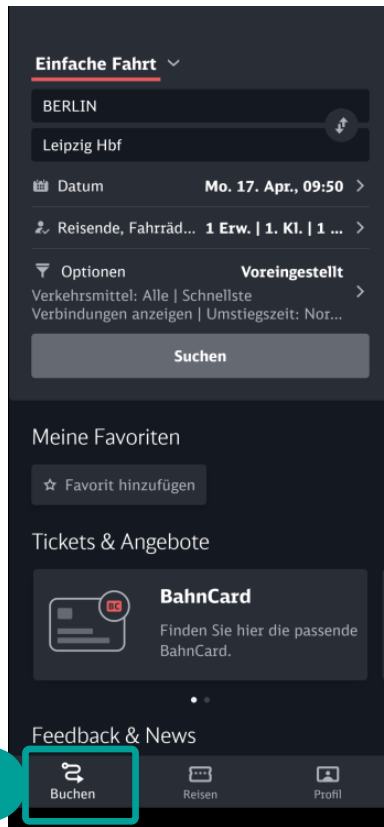 Einfache Fahrt
BERLIN
Leipzig Hbf
Datum Mo. 17. Apr., 09:50
Reisende, Fahrräd... 1 Erw. | 1. Kl. | 1 ...
Optionen Voreingestellt
Verkehrsmittel: Alle | Schnellste
Verbindungen anzeigen | Umstiegszeit: Nor...
Suchen
Meine Favoriten
Favorit hinzufügen
Tickets & Angebote
BC
BahnCard
Finden Sie hier die passende
BahnCard.
Feedback & News
Buchen Reisen Profil